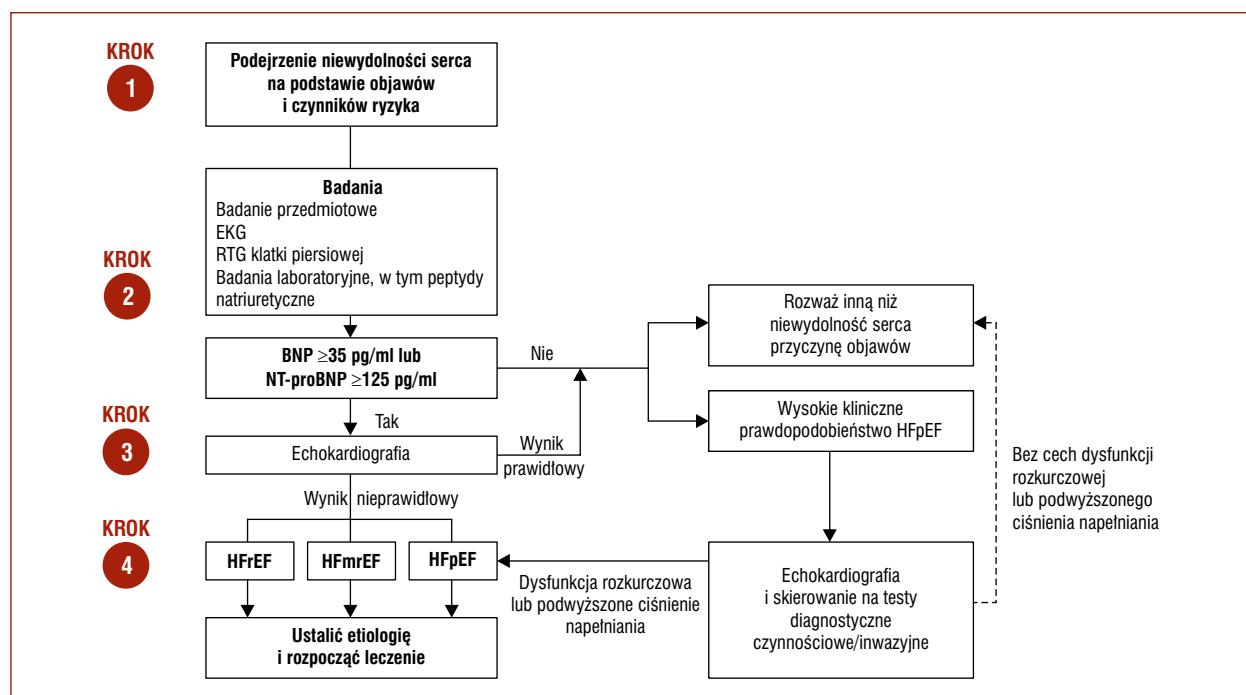 KROK
1
Podejrzenie niewydolności serca
na podstawie objawów
i czynników ryzyka
KROK
2
Badania
Badanie przedmiotowe
EKG
RTG klatki piersiowej
Badania laboratoryjne, w tym peptydy
natriuretyczne
BNP ≥35 pg/ml lub
NT-proBNP ≥125 pg/ml
Nie
Rozważ inną niż
niewydolność serca
przyczynę objawów
Wysokie kliniczne
prawdopodobieństwo HFpEF
KROK
3
Tak
Echokardiografia
Wynik
prawidłowy
Wynik nieprawidłowy
Bez cech dysfunkcji
rozkurczowej
lub podwyższonego
ciśnienia napełniania
KROK
4
HFrEF
HFmrEF
HFpEF
Dysfunkcja rozkurczowa
lub podwyższone ciśnienie
napełniania
Echokardiografia
i skierowanie na testy
diagnostyczne
czynnościowe/inwazyjne
Ustalić etiologię
i rozpocząć leczenie